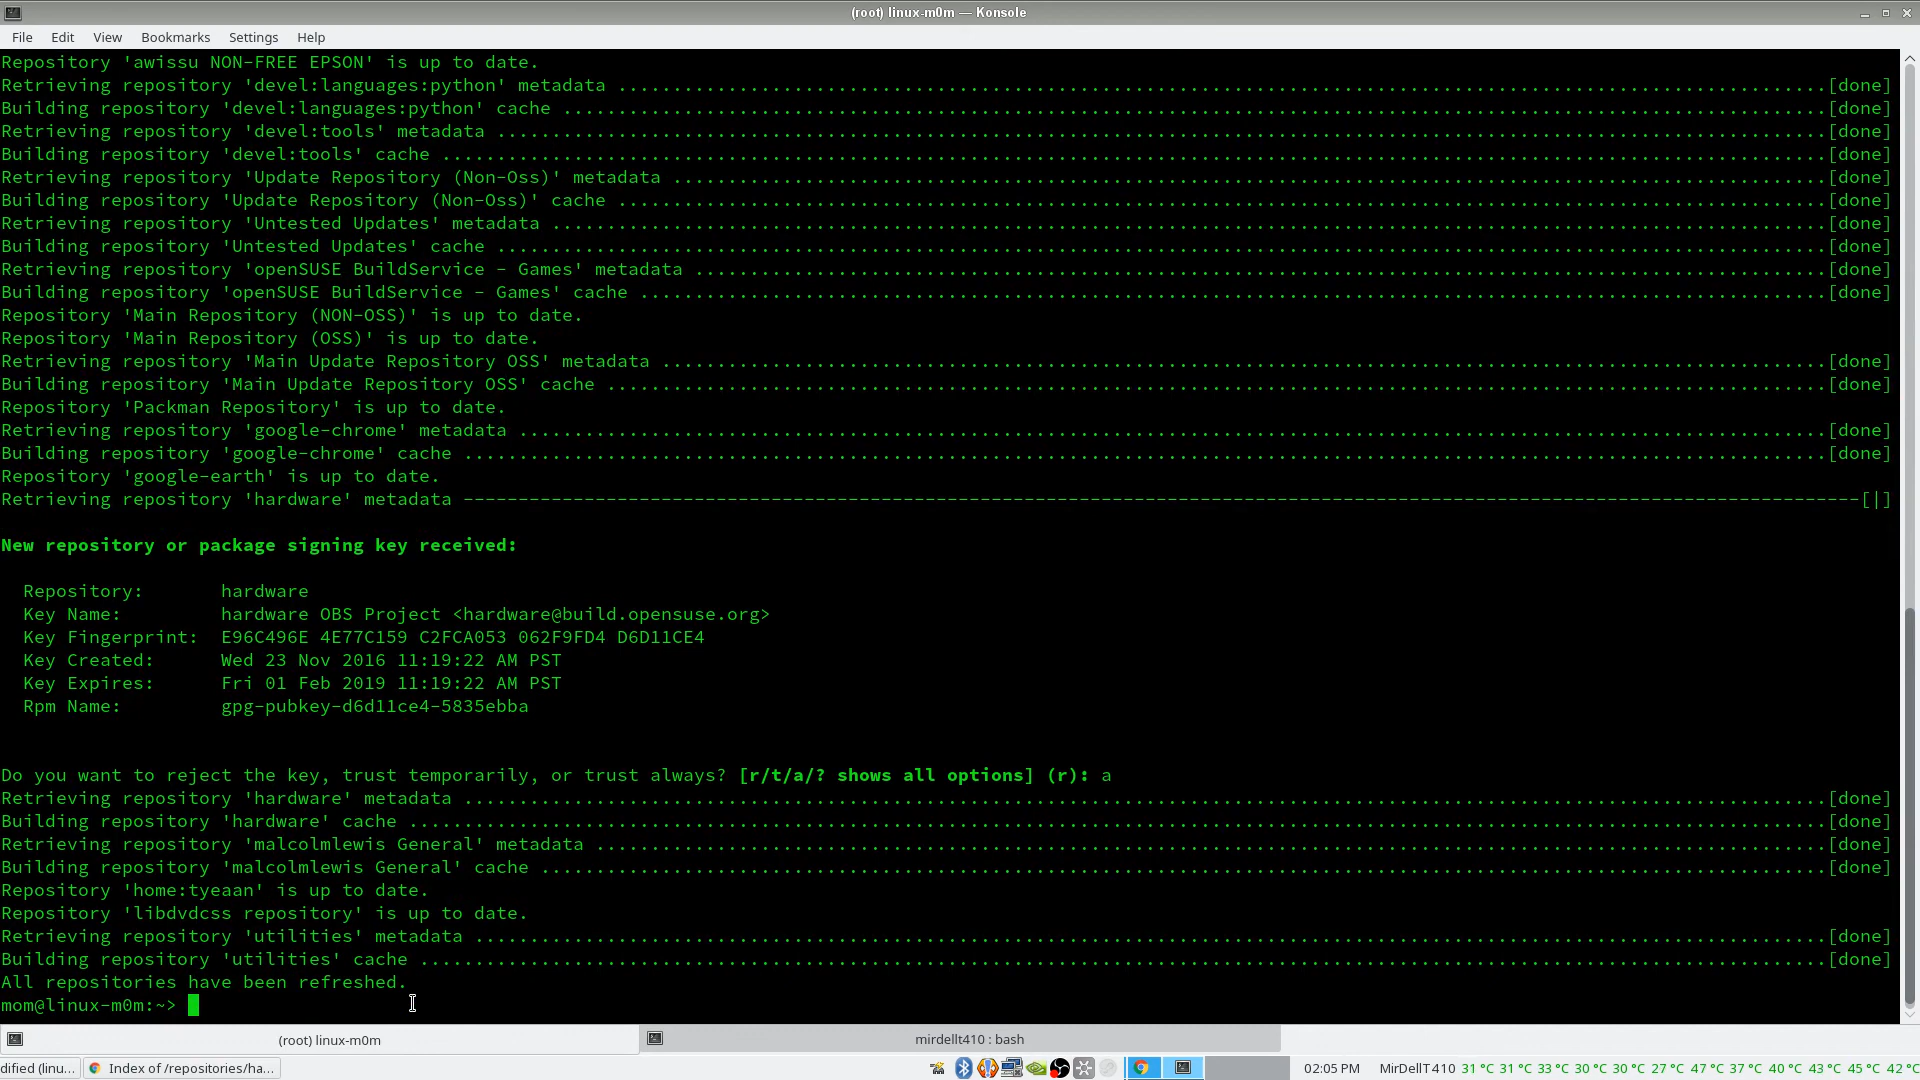 (root) linux-m0m — Konsole
File Edit View Bookmarks Settings Help
Repository 'awissu NON-FREE EPSON' is up to date.
Retrieving repository 'devel:languages:python' metadata ..........................................................................................................[done]
Building repository 'devel:languages:python' cache ...............................................................................................................[done]
Retrieving repository 'devel:tools' metadata .....................................................................................................................[done]
Building repository 'devel:tools' cache ..........................................................................................................................[done]
Retrieving repository 'Update Repository (Non-Oss)' metadata .....................................................................................................[done]
Building repository 'Update Repository (Non-Oss)' cache ..........................................................................................................[done]
Retrieving repository 'Untested Updates' metadata ................................................................................................................[done]
Building repository 'Untested Updates' cache .....................................................................................................................[done]
Retrieving repository 'openSUSE BuildService - Games' metadata ...................................................................................................[done]
Building repository 'openSUSE BuildService - Games' cache ........................................................................................................[done]
Repository 'Main Repository (NON-OSS)' is up to date.
Repository 'Main Repository (OSS)' is up to date.
Retrieving repository 'Main Update Repository OSS' metadata ......................................................................................................[done]
Building repository 'Main Update Repository OSS' cache ...........................................................................................................[done]
Repository 'Packman Repository' is up to date.
Retrieving repository 'google-chrome' metadata ...................................................................................................................[done]
Building repository 'google-chrome' cache ........................................................................................................................[done]
Repository 'google-earth' is up to date.
Retrieving repository 'hardware' metadata -------------------------------------------------------------------------------------------------------------------------------[|]
New repository or package signing key received:
Repository: hardware
Key Name: hardware OBS Project <hardware@build.opensuse.org>
Key Fingerprint: E96C496E 4E77C159 C2FCA053 062F9FD4 D6D11CE4
Key Created: Wed 23 Nov 2016 11:19:22 AM PST
Key Expires: Fri 01 Feb 2019 11:19:22 AM PST
Rpm Name: gpg-pubkey-d6d11ce4-5835ebba
Do you want to reject the key, trust temporarily, or trust always? [r/t/a/? shows all options] (r): a
Retrieving repository 'hardware' metadata ........................................................................................................................[done]
Building repository 'hardware' cache .............................................................................................................................[done]
Retrieving repository 'malcolmlewis General' metadata ............................................................................................................[done]
Building repository 'malcolmlewis General' cache .................................................................................................................[done]
Repository 'home:tyeaan' is up to date.
Repository 'libdvdcss repository' is up to date.
Retrieving repository 'utilities' metadata .......................................................................................................................[done]
Building repository 'utilities' cache ............................................................................................................................[done]
All repositories have been refreshed.
mom@linux-m0m:~>
(root) linux-m0m mirdellt410 : bash
dified (linu... Index of /repositories/ha... 02:05 PM MirDellT410 31 °C 31 °C 33 °C 30 °C 30 °C 27 °C 47 °C 37 °C 40 °C 43 °C 45 °C 42 °C